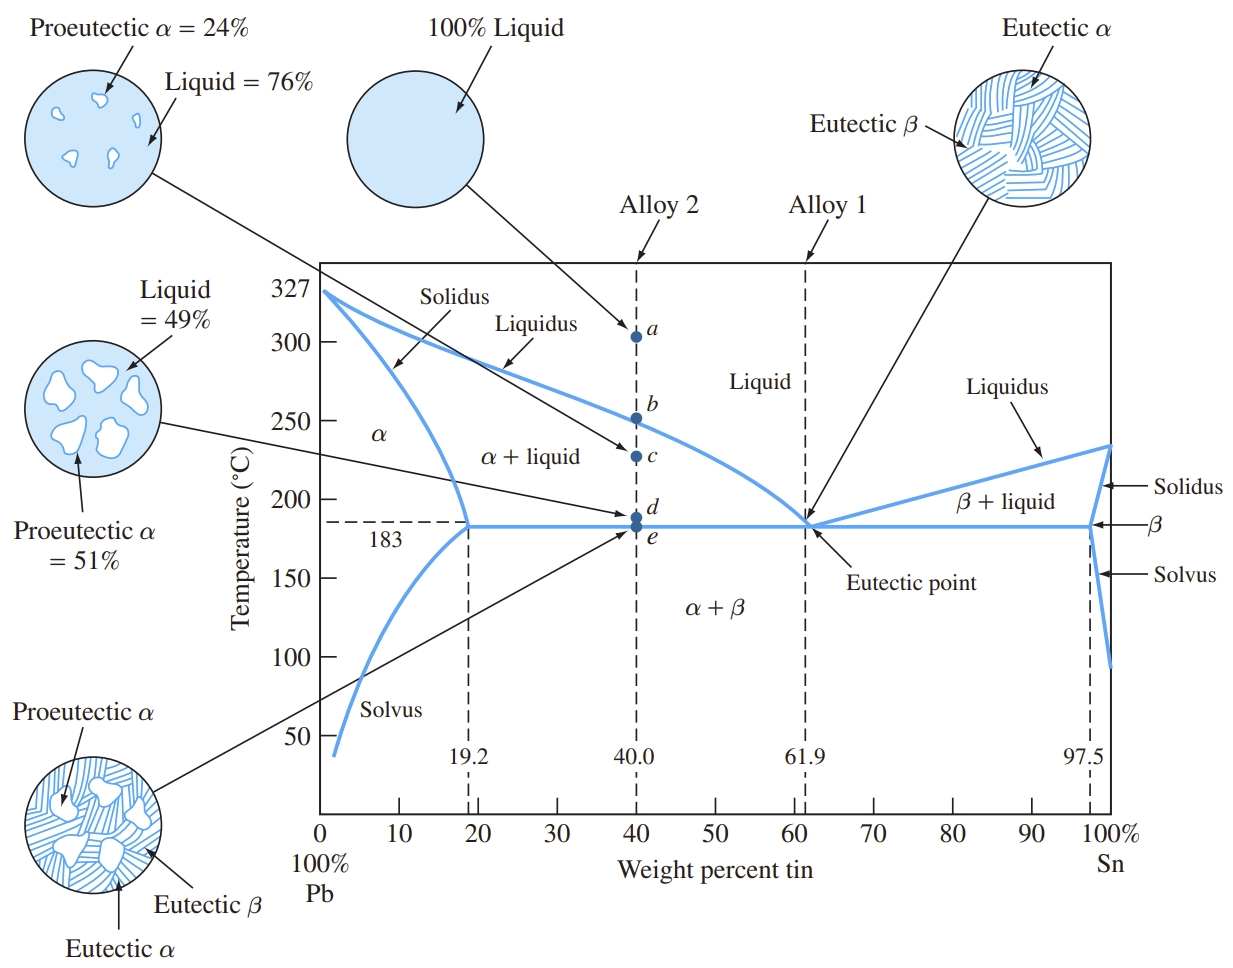 Proeutectic α = 24%
100% Liquid
Eutectic α
Liquid = 76%
Eutectic β
Alloy 2
Alloy 1
Liquid
= 49%
Proeutectic α
= 51%
Proeutectic α
Eutectic β
Eutectic α
Temperature (°C)
327
300
250
200
183
150
100
50
Solidus
Liquidus
a
Liquid
Liquidus
b
α
α + liquid
c
β + liquid
Solidus
d
e
β
Eutectic point
Solvus
α + β
Solvus
19.2
40.0
61.9
97.5
0
10
20
30
40
50
60
70
80
90
100%
100%
Pb
Weight percent tin
Sn